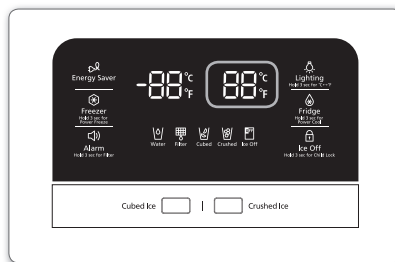 Energy Saver
Freezer
Hold 3 sec for
Power Freeze
Alarm
Hold 3 sec for Filter
-88 °C °F
88 °C °F
Water Filter Cubed Crushed Ice Off
Lighting
Hold 3 sec for °C↔°F
Fridge
Hold 3 sec for
Power Cool
Ice Off
Hold 3 sec for Child Lock
Cubed Ice | Crushed Ice